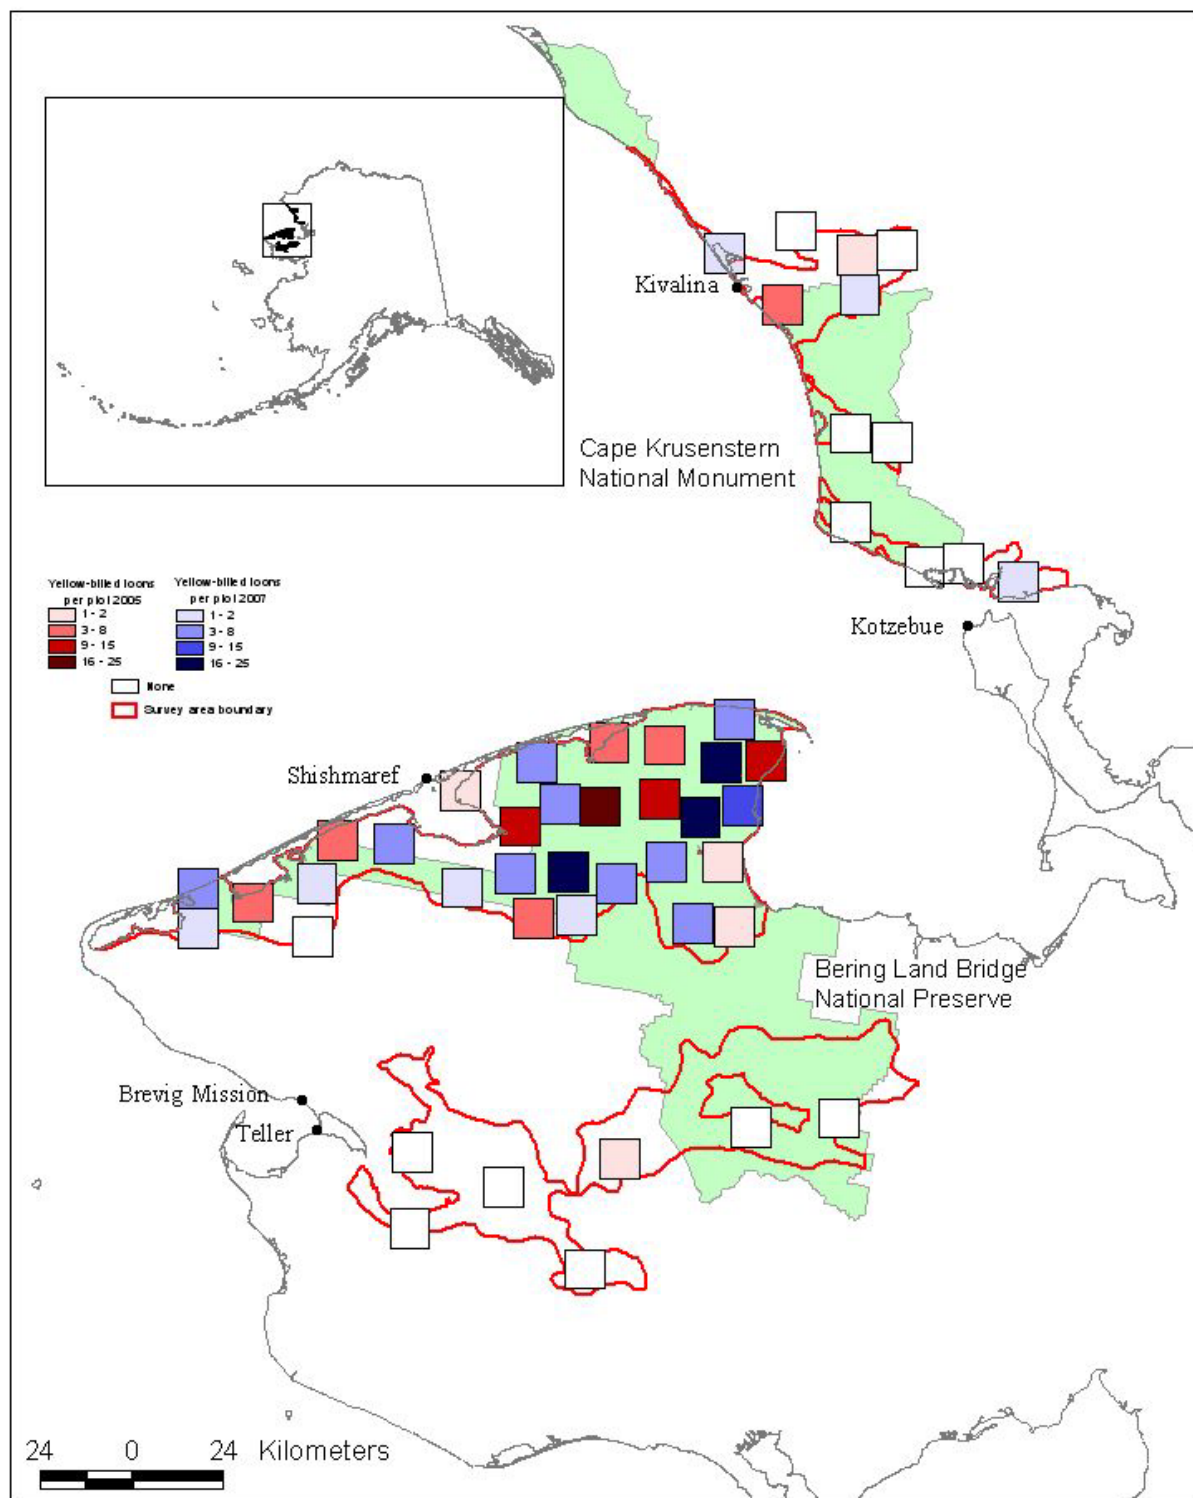 Kivalina
Cape Krusenstern
National Monument
Yellow-billed loons
per plot 2005
1 - 2
3 - 8
9 - 15
16 - 25
Yellow-billed loons
per plot 2007
1 - 2
3 - 8
9 - 15
16 - 25
None
Survey area boundary
Kotzebue
Shishmaref
Bering Land Bridge
National Preserve
Brevig Mission
Teller
24 0 24 Kilometers